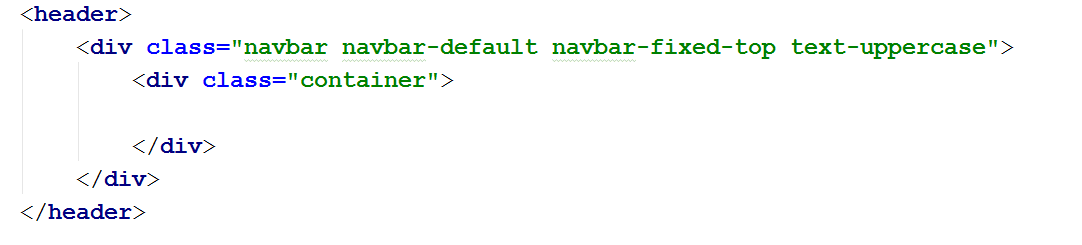 <header>
<div class="navbar navbar-default navbar-fixed-top text-uppercase">
<div class="container">
</div>
</div>
</header>